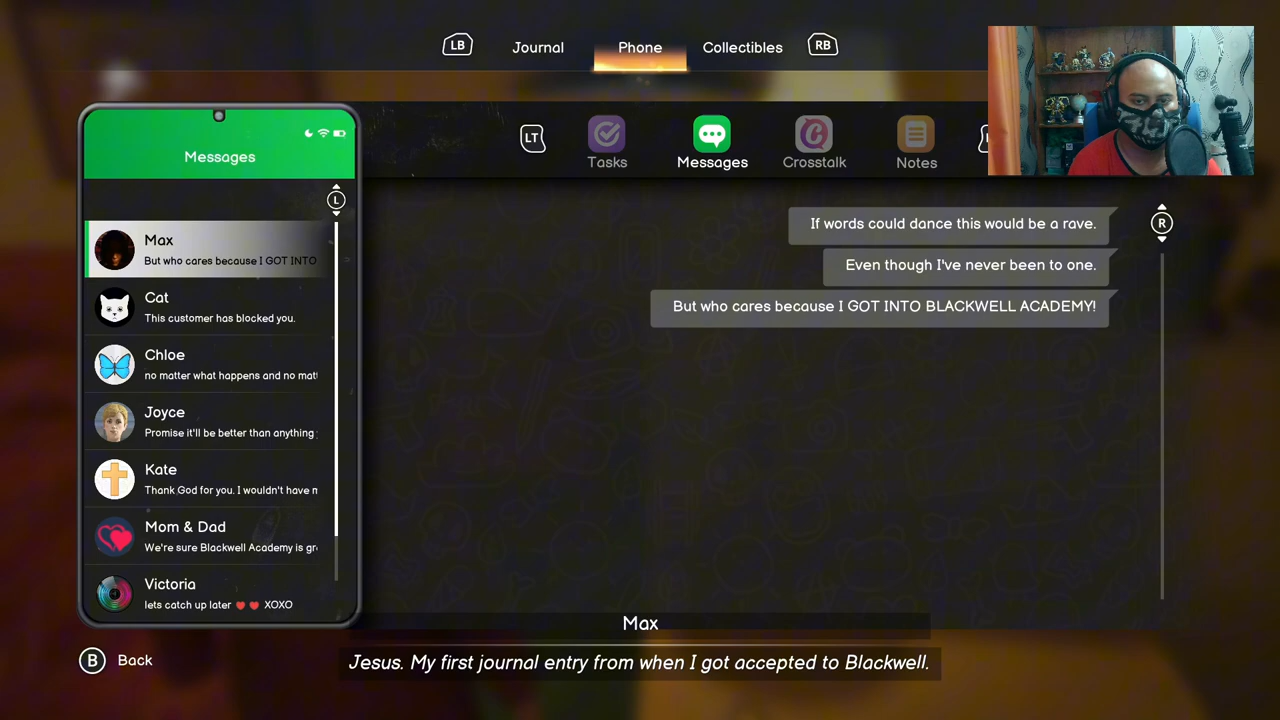 LB
Journal
Phone
Collectibles
RB
Messages
LT
Tasks
Messages
Crosstalk
Notes
L
R
Max
But who cares because I GOT INTO
Cat
This customer has blocked you.
Chloe
no matter what happens and no mat
Joyce
Promise it'll be better than anything
Kate
Thank God for you. I wouldn't have
Mom & Dad
We're sure Blackwell Academy is
Victoria
lets catch up later ❤️ ❤️ XOXO
If words could dance this would be a rave.
Even though I've never been to one.
But who cares because I GOT INTO BLACKWELL ACADEMY!
B Back
Max
Jesus. My first journal entry from when I got accepted to Blackwell.